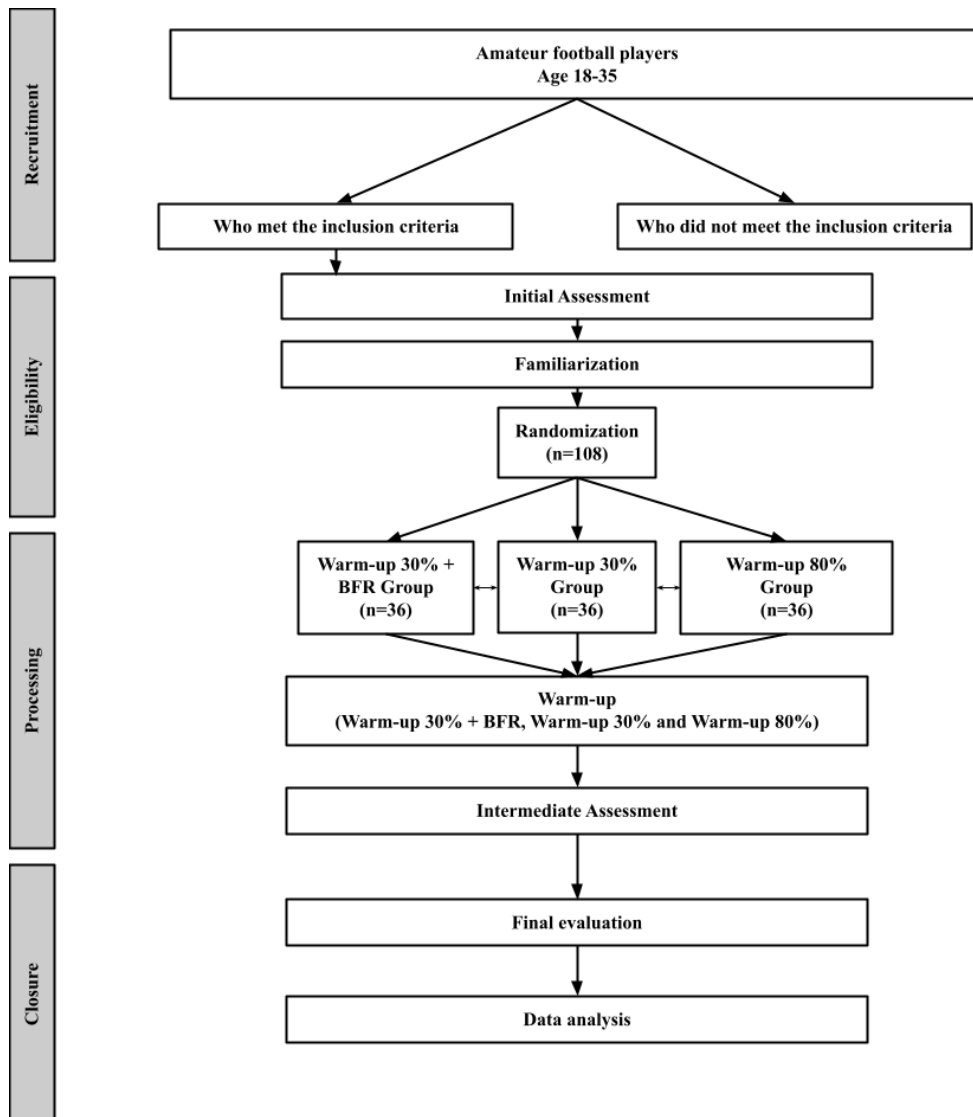 Recruitment
Amateur football players
Age 18-35
Who met the inclusion criteria
Who did not meet the inclusion criteria
Eligibility
Initial Assessment
Familiarization
Randomization
(n=108)
Processing
Warm-up 30% +
BFR Group
(n=36)
Warm-up 30%
Group
(n=36)
Warm-up 80%
Group
(n=36)
Warm-up
(Warm-up 30% + BFR, Warm-up 30% and Warm-up 80%)
Intermediate Assessment
Closure
Final evaluation
Data analysis